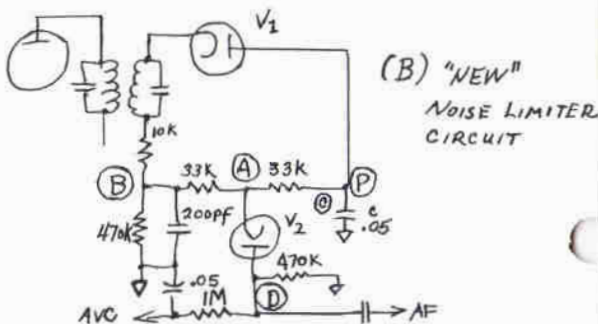 V1
(B) "NEW"
NOISE LIMITER
CIRCUIT
10K
33K
A
33K
P
B
C
c
.05
200pf
V2
470K
470K
.05
1M
D
AVC
AF